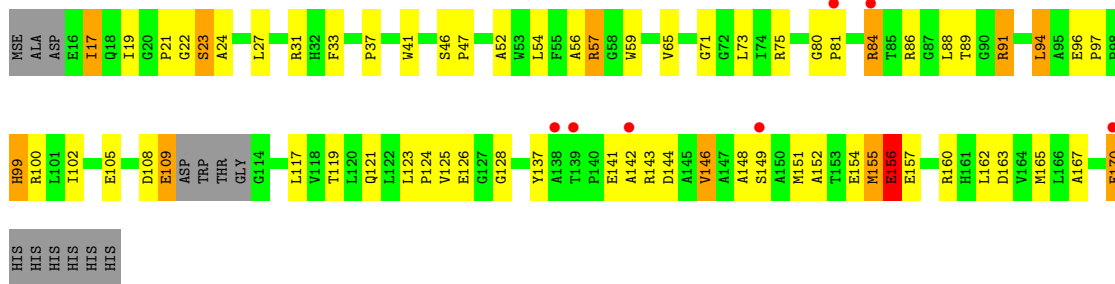 MSE ALA ASP E16 I17 Q18 I19 G20 P21 G22 S23 A24 L27 R31 H32 F33 P37 W41 S46 P47 A52 W53 L54 F55 A56 R57 G58 W59 V65 G71 G72 L73 I74 R75 G80 P81 R84 T85 R86 G87 L88 T89 G90 R91 L94 A95 E96 P97
H99 R100 L101 I102 E105 D108 E109 ASP TRP THR GLY G114 L117 V118 T119 L120 Q121 L122 L123 P124 V125 E126 G127 G128 Y137 A138 T139 P140 E141 A142 R143 D144 A145 V146 A147 A148 S149 A150 M151 A152 T153 E154 M155 E156 E157 R160 H161 L162 D163 V164 M165 L166 A167
HIS HIS HIS HIS HIS HIS